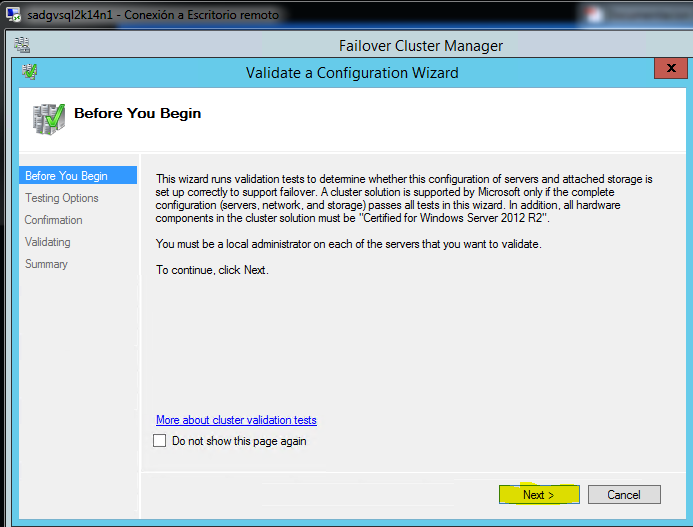 sadgvsql2k14n1 - Conexión a Escritorio remoto
Failover Cluster Manager
Validate a Configuration Wizard
X
Before You Begin
Before You Begin
Testing Options
Confirmation
Validating
Summary
This wizard runs validation tests to determine whether this configuration of servers and attached storage is
set up correctly to support failover. A cluster solution is supported by Microsoft only if the complete
configuration (servers, network, and storage) passes all tests in this wizard. In addition, all hardware
components in the cluster solution must be "Certified for Windows Server 2012 R2".
You must be a local administrator on each of the servers that you want to validate.
To continue, click Next.
More about cluster validation tests
Do not show this page again
Next >
Cancel